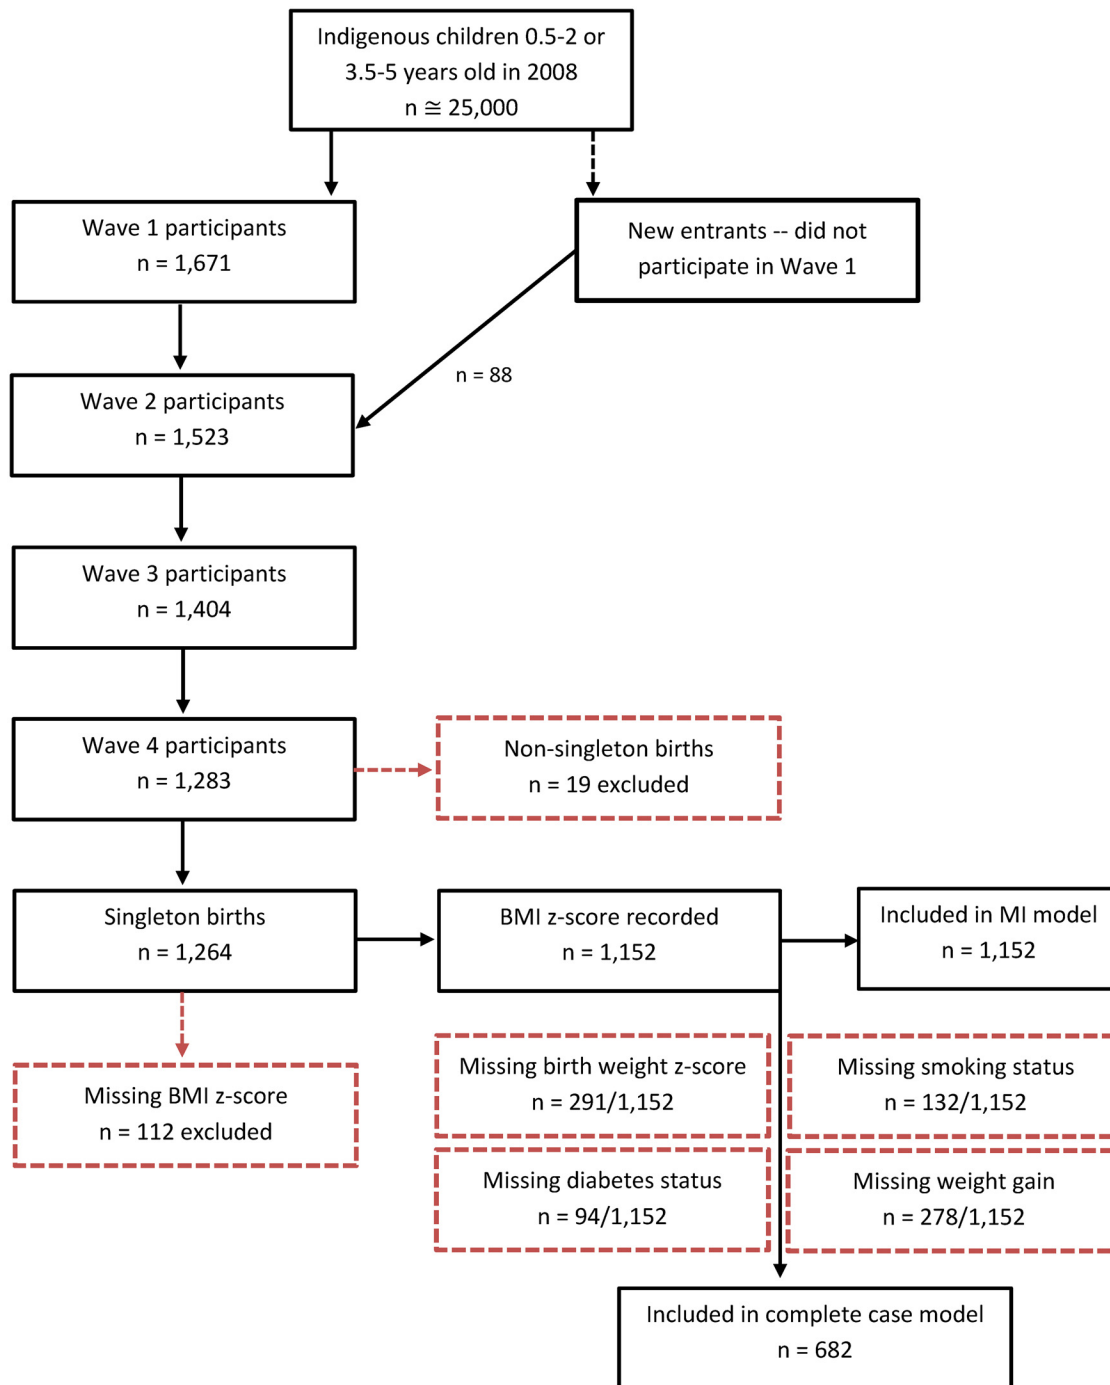 Indigenous children 0.5-2 or
3.5-5 years old in 2008
n ≅ 25,000
Wave 1 participants
n = 1,671
New entrants -- did not
participate in Wave 1
n = 88
Wave 2 participants
n = 1,523
Wave 3 participants
n = 1,404
Wave 4 participants
n = 1,283
Non-singleton births
n = 19 excluded
Singleton births
n = 1,264
BMI z-score recorded
n = 1,152
Included in MI model
n = 1,152
Missing BMI z-score
n = 112 excluded
Missing birth weight z-score
n = 291/1,152
Missing smoking status
n = 132/1,152
Missing diabetes status
n = 94/1,152
Missing weight gain
n = 278/1,152
Included in complete case model
n = 682